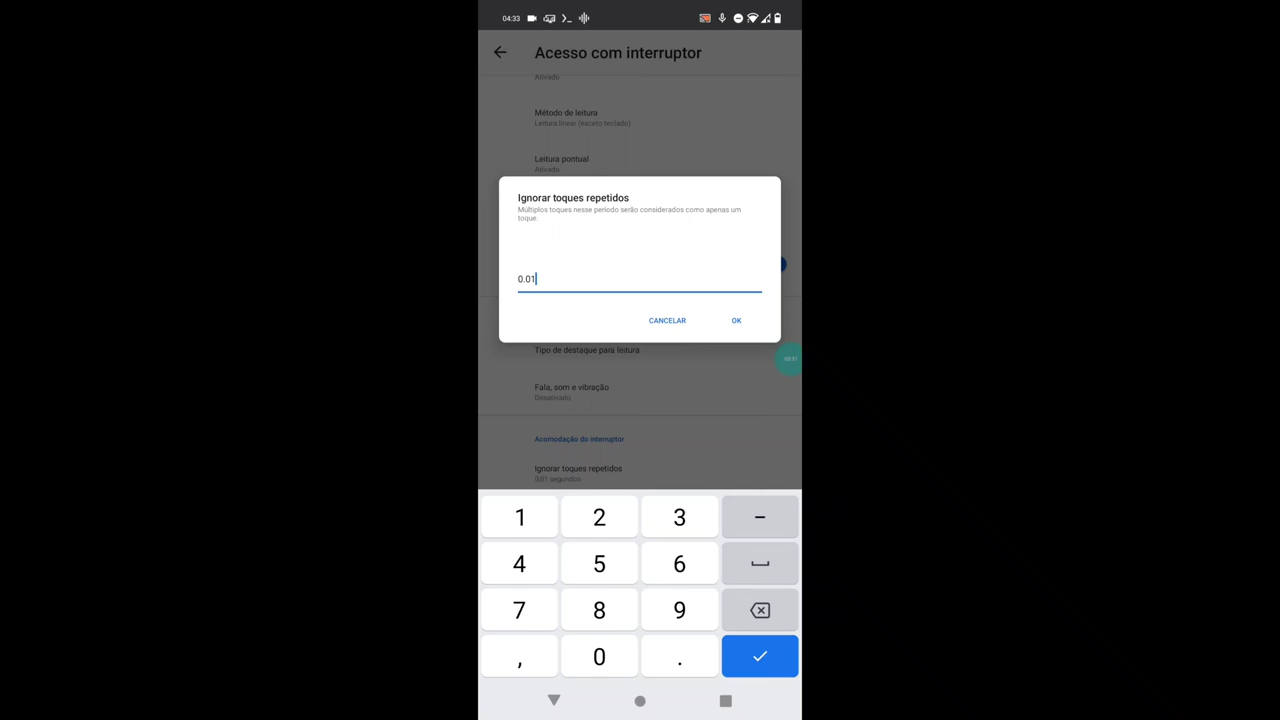 04:33
Acesso com interruptor
Ativado
Método de leitura
Leitura linear (exceto teclado)
Leitura pontual
Ativado
Ignorar toques repetidos
Múltiplos toques nesse período serão considerados como apenas um
toque.
0.01
CANCELAR OK
Tipo de destaque para leitura
Fala, som e vibração
Desativado
Acomodação do interruptor
Ignorar toques repetidos
0,01 segundos
1 2 3 –
4 5 6
7 8 9
, 0 .